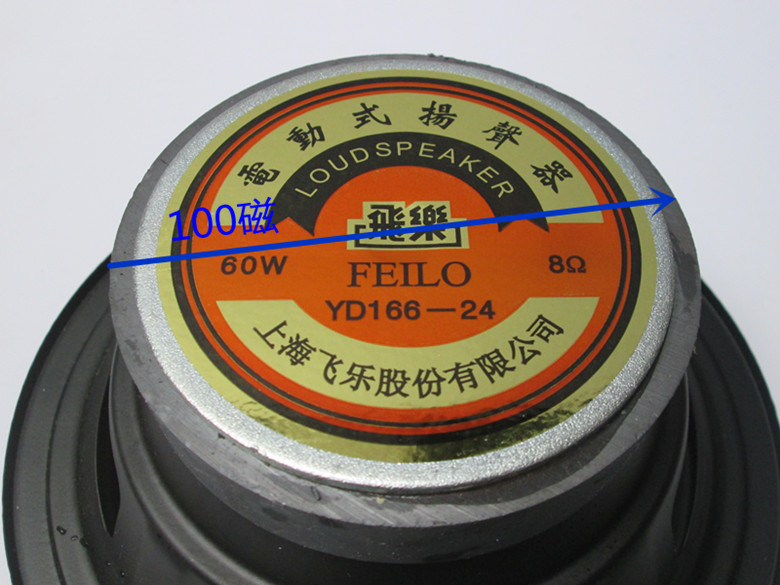 電動式揚聲器
LOUDSPEAKER
100磁
飛樂
60W
FEILO
8Ω
YD166-24
上海飞乐股份有限公司